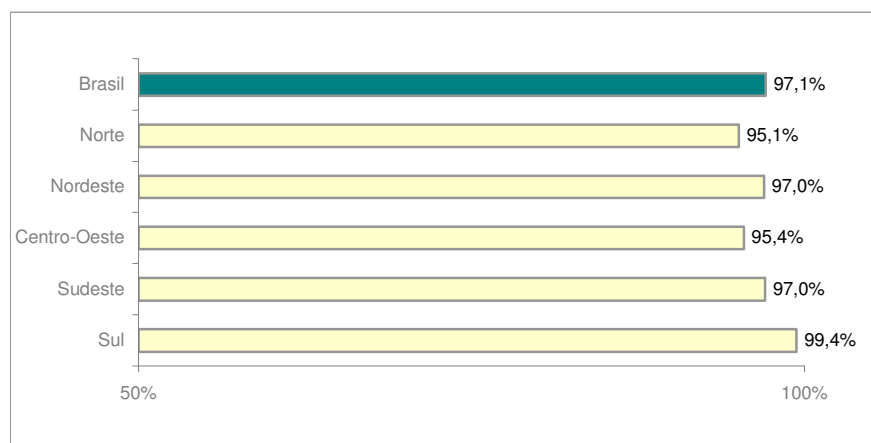 Brasil 97,1%
Norte 95,1%
Nordeste 97,0%
Centro-Oeste 95,4%
Sudeste 97,0%
Sul 99,4%
50% 100%